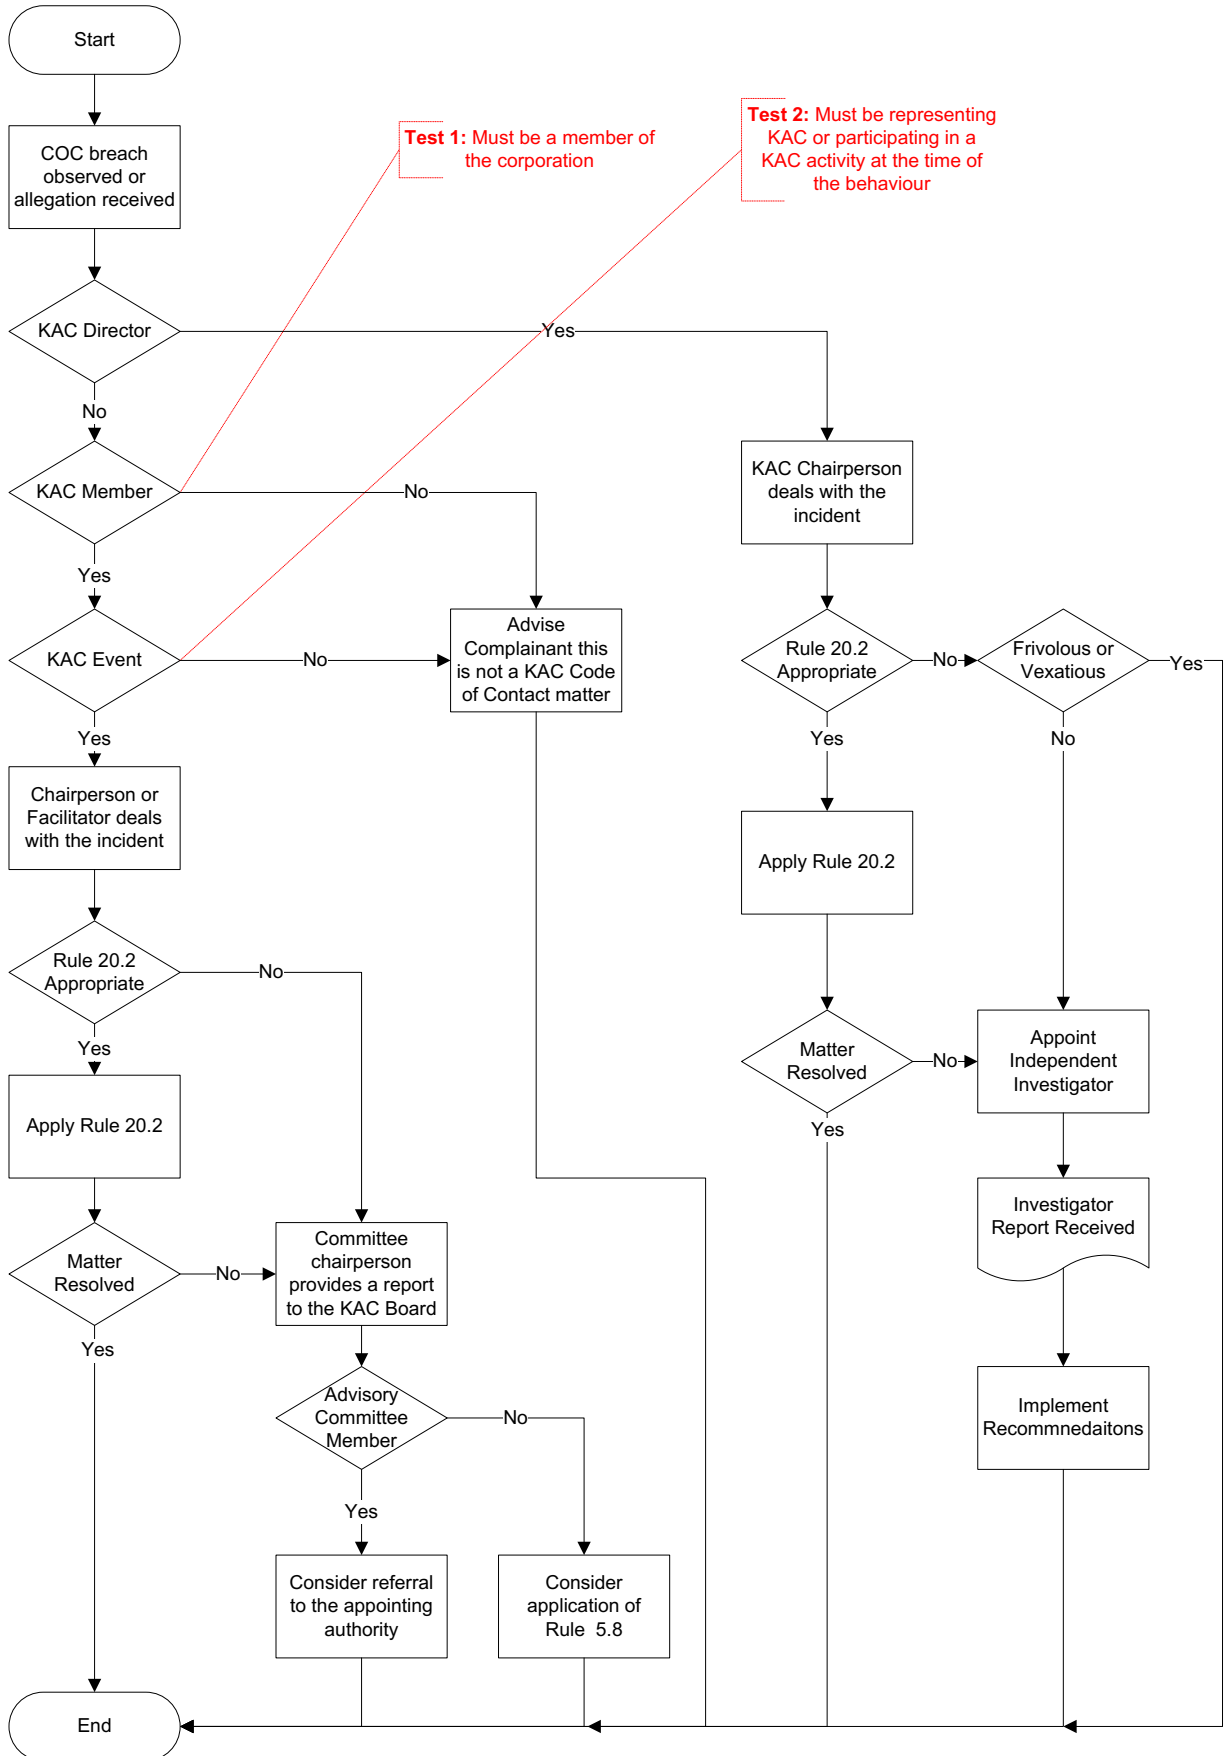 Start
COC breach
observed or
allegation received
Test 1: Must be a member of
the corporation
Test 2: Must be representing
KAC or participating in a
KAC activity at the time of
the behaviour
KAC Director
Yes
No
KAC Member
No
Yes
KAC Chairperson
deals with the
incident
KAC Event
No
Yes
Advise
Complainant this
is not a KAC Code
of Contact matter
Rule 20.2
Appropriate
No
Yes
Frivolous or
Vexatious
Yes
No
Chairperson or
Facilitator deals
with the incident
Apply Rule 20.2
Rule 20.2
Appropriate
No
Yes
Matter
Resolved
No
Yes
Appoint
Independent
Investigator
Apply Rule 20.2
Investigator
Report Received
Matter
Resolved
No
Yes
Committee
chairperson
provides a report
to the KAC Board
Advisory
Committee
Member
No
Yes
Implement
Recommnedaitons
Consider referral
to the appointing
authority
Consider
application of
Rule 5.8
End